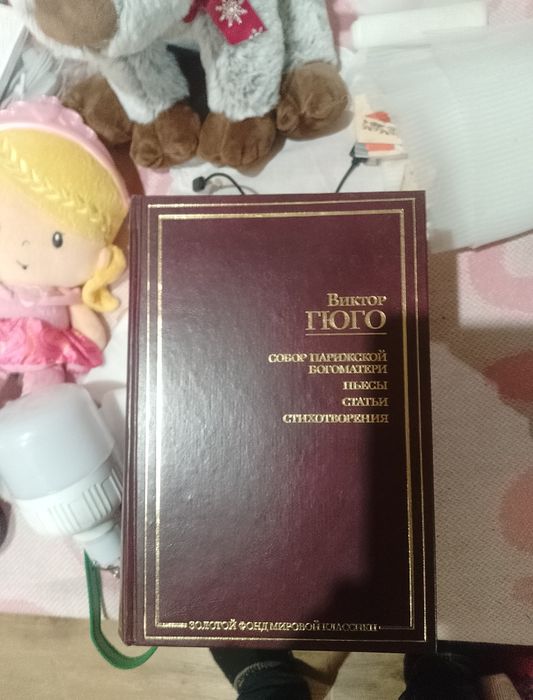 Виктор
ГЮГО
СОБОР ПАРИЖСКОЙ
БОГОМАТЕРИ
ПЬЕСЫ
СТАТЬИ
СТИХОТВОРЕНИЯ
ЗОЛОТОЙ ФОНД МИРОВОЙ КЛАССИКИ